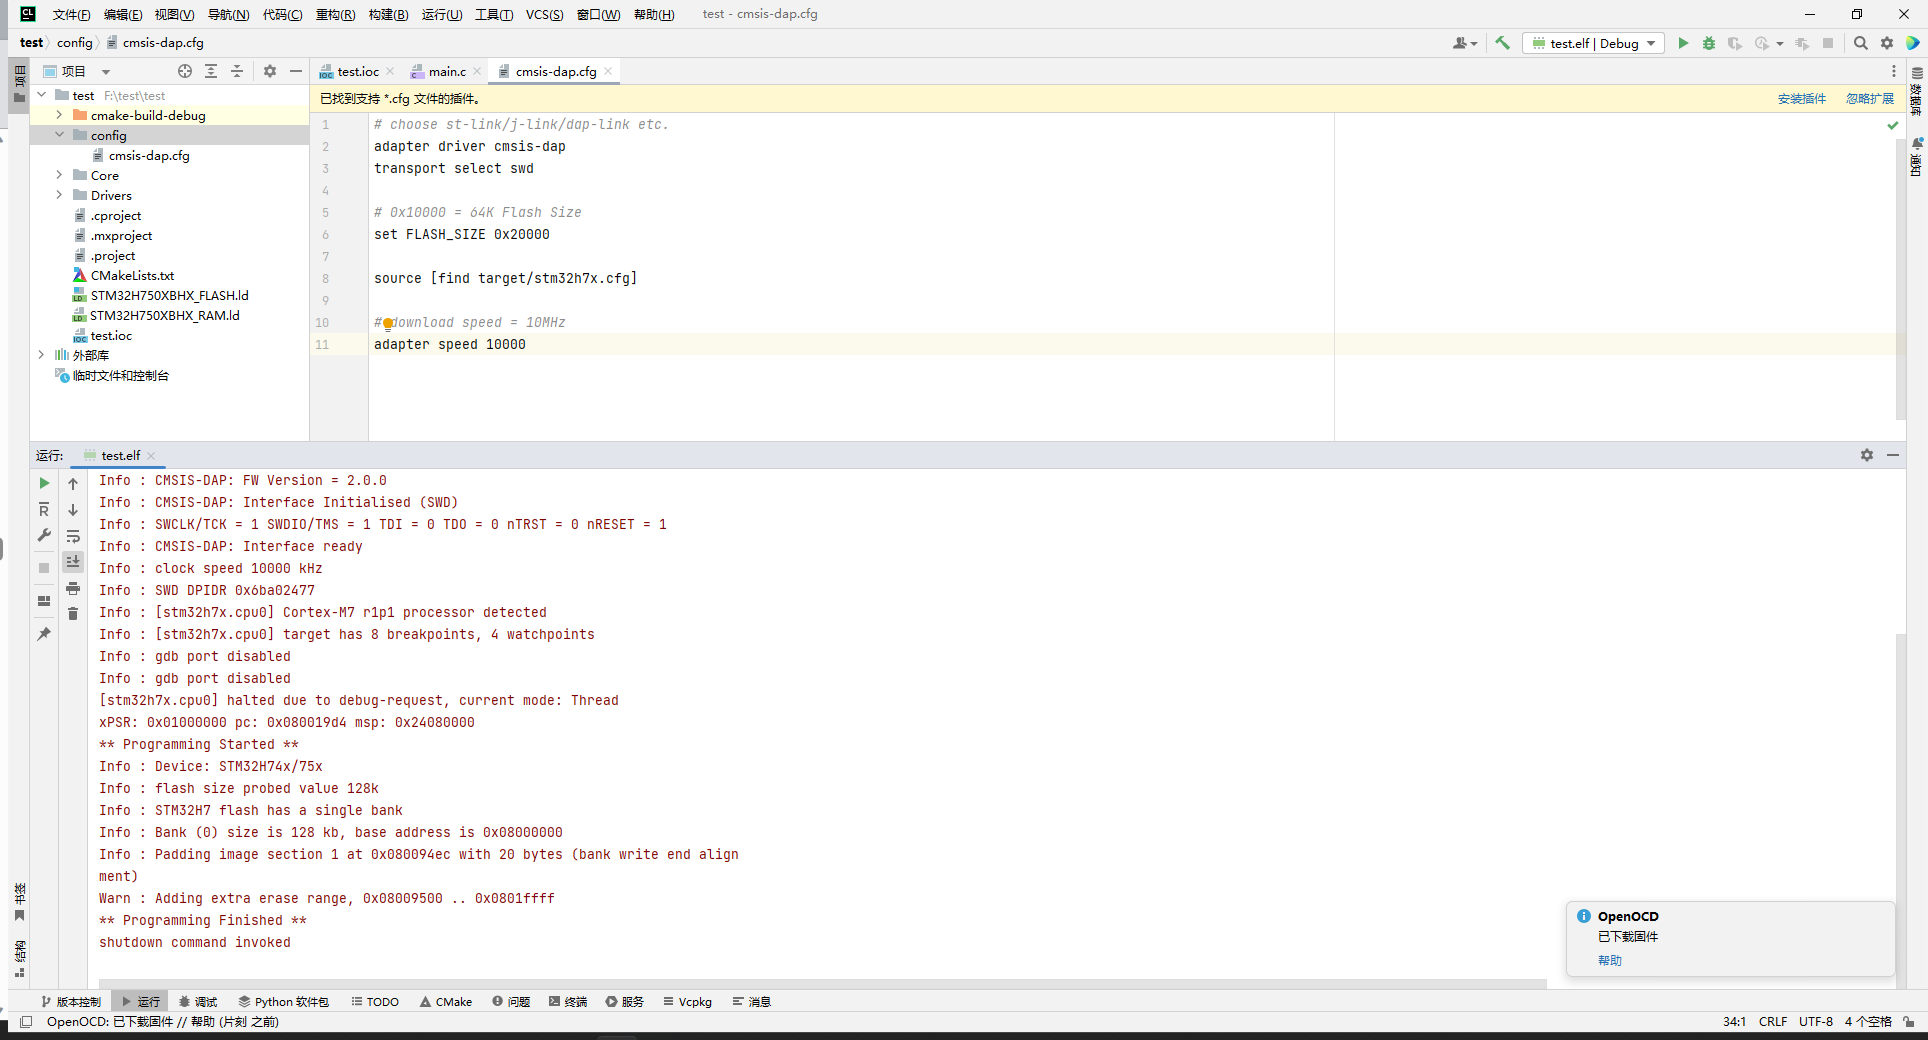 CL 文件(F) 编辑(E) 视图(V) 导航(N) 代码(C) 重构(R) 构建(B) 运行(U) 工具(T) VCS(S) 窗口(W) 帮助(H) test - cmsis-dap.cfg
test config cmsis-dap.cfg test.elf | Debug
项目
项目
test.ioc main.c cmsis-dap.cfg
test F:\test\test
cmake-build-debug
config
cmsis-dap.cfg
Core
Drivers
.cproject
.mxproject
.project
CMakeLists.txt
STM32H750XBHX_FLASH.ld
STM32H750XBHX_RAM.ld
test.ioc
外部库
临时文件和控制台
已找到支持 *.cfg 文件的插件。 安装插件 忽略扩展
1 # choose st-link/j-link/dap-link etc.
2 adapter driver cmsis-dap
3 transport select swd
4
5 # 0x10000 = 64K Flash Size
6 set FLASH_SIZE 0x20000
7
8 source [find target/stm32h7x.cfg]
9
10 # download speed = 10MHz
11 adapter speed 10000
数据库
通知
运行: test.elf
Info : CMSIS-DAP: FW Version = 2.0.0
Info : CMSIS-DAP: Interface Initialised (SWD)
Info : SWCLK/TCK = 1 SWDIO/TMS = 1 TDI = 0 TDO = 0 nTRST = 0 nRESET = 1
Info : CMSIS-DAP: Interface ready
Info : clock speed 10000 kHz
Info : SWD DPIDR 0x6ba02477
Info : [stm32h7x.cpu0] Cortex-M7 r1p1 processor detected
Info : [stm32h7x.cpu0] target has 8 breakpoints, 4 watchpoints
Info : gdb port disabled
Info : gdb port disabled
[stm32h7x.cpu0] halted due to debug-request, current mode: Thread
xPSR: 0x01000000 pc: 0x080019d4 msp: 0x24080000
** Programming Started **
Info : Device: STM32H74x/75x
Info : flash size probed value 128k
Info : STM32H7 flash has a single bank
Info : Bank (0) size is 128 kb, base address is 0x08000000
Info : Padding image section 1 at 0x080094ec with 20 bytes (bank write end align
ment)
Warn : Adding extra erase range, 0x08009500 .. 0x0801ffff
** Programming Finished **
shutdown command invoked
书签
结构
OpenOCD
已下载固件
帮助
版本控制 运行 调试 Python 软件包 TODO CMake 问题 终端 服务 Vcpkg 消息
OpenOCD: 已下载固件 // 帮助 (片刻 之前) 34:1 CRLF UTF-8 4 个空格